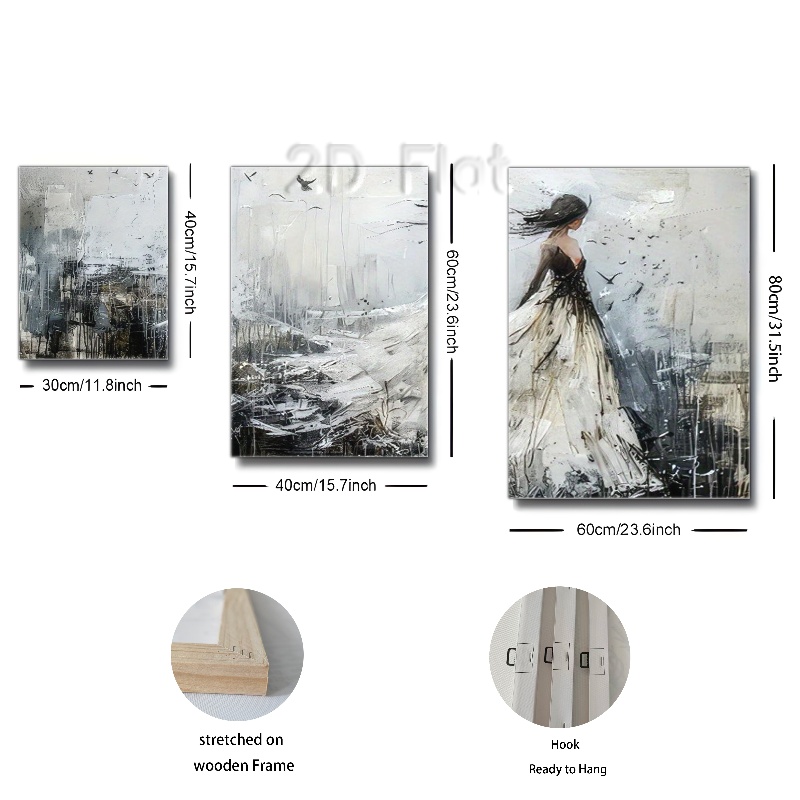 2D Flat
40cm/15.7inch
60cm/23.6inch
80cm/31.5inch
30cm/11.8inch
40cm/15.7inch
60cm/23.6inch
stretched on
wooden Frame
Hook
Ready to Hang